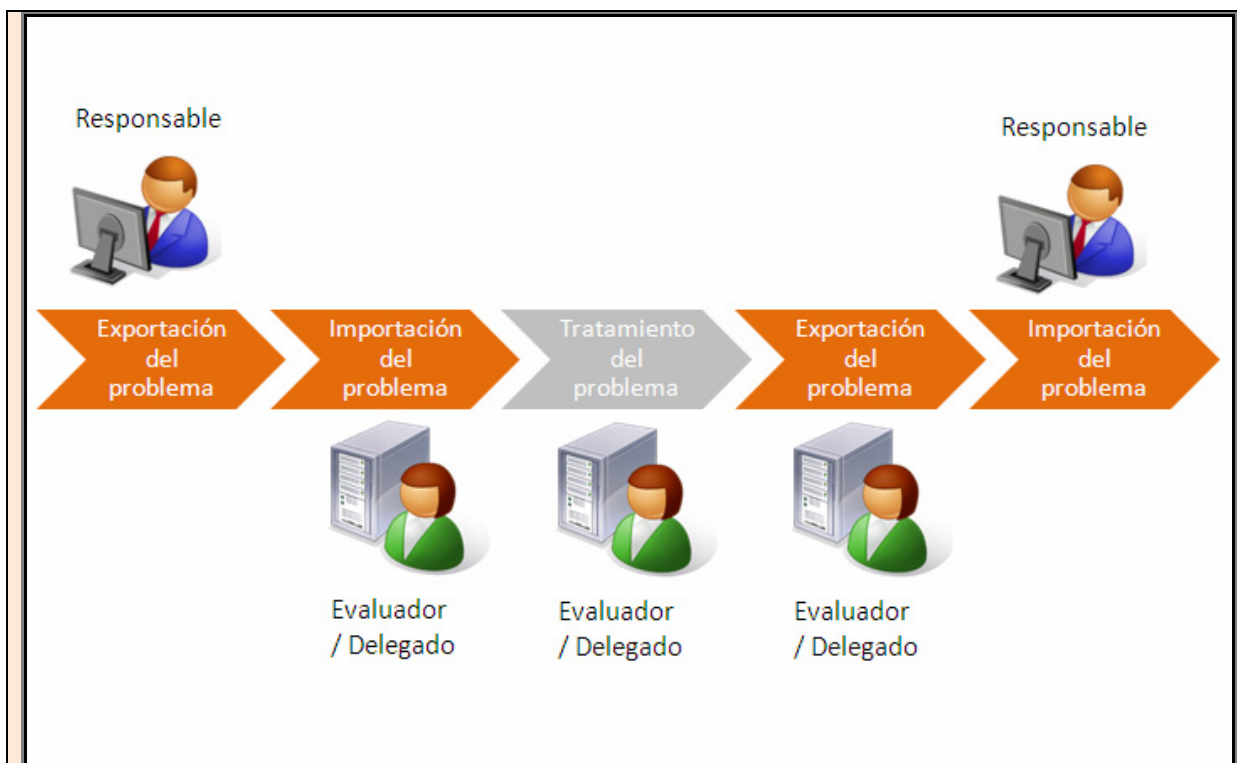 Responsable
Responsable
Exportación
del
problema
Importación
del
problema
Tratamiento
del
problema
Exportación
del
problema
Importación
del
problema
Evaluador
/ Delegado
Evaluador
/ Delegado
Evaluador
/ Delegado